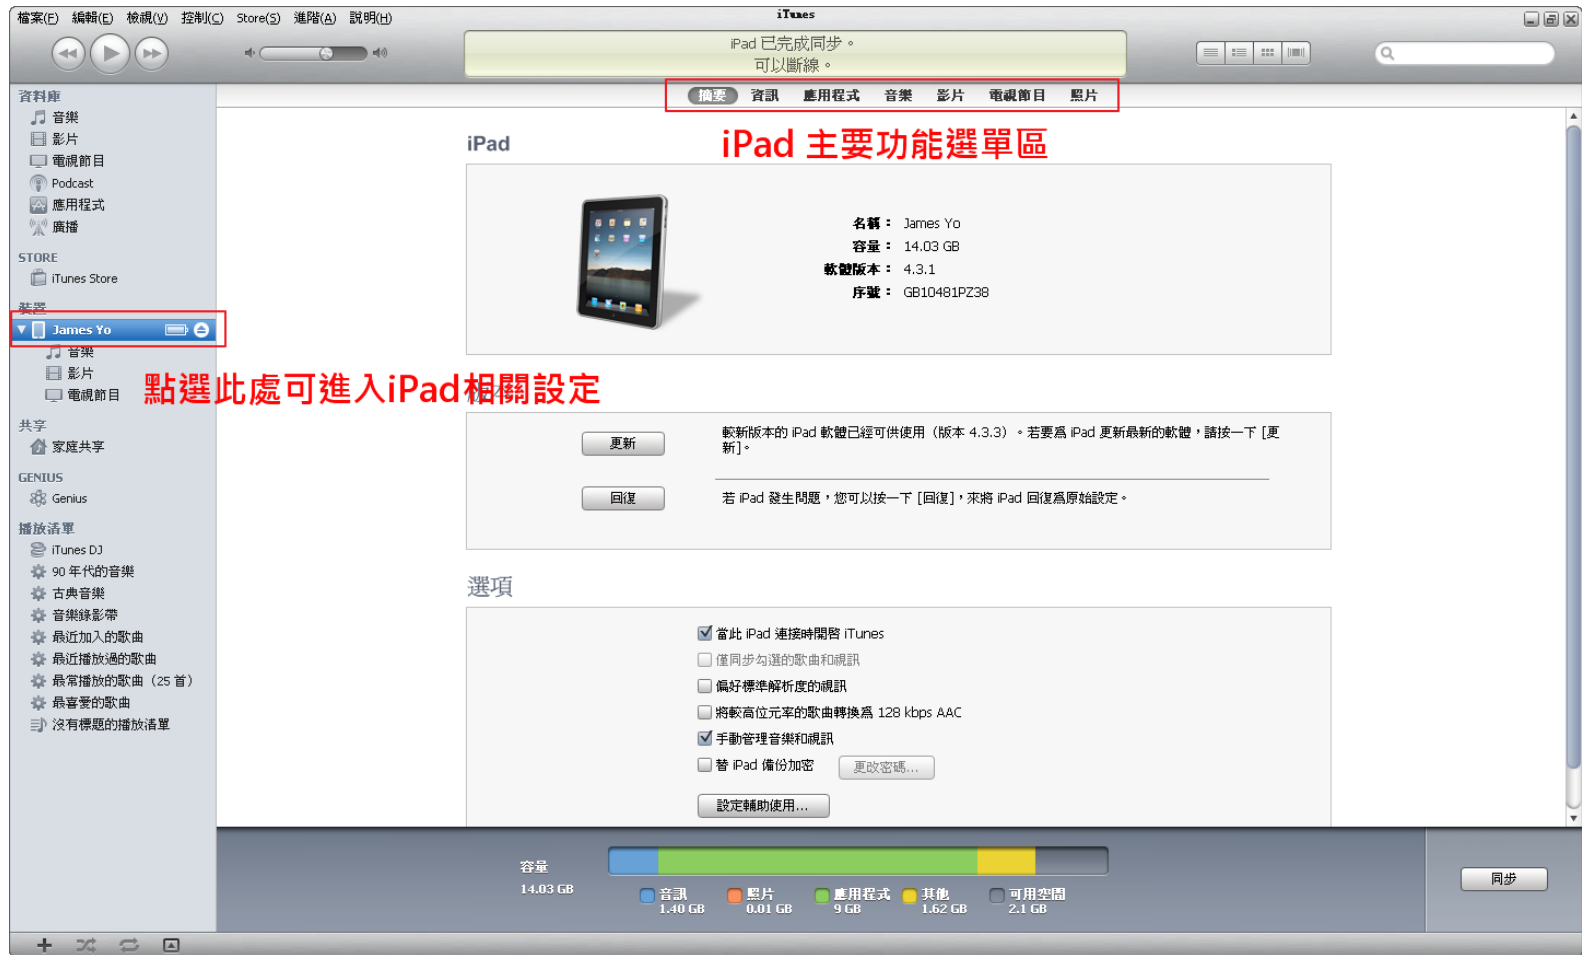 檔案(F) 編輯(E) 檢視(V) 控制(C) Store(S) 進階(A) 說明(H)
iTunes
iPad 已完成同步。
可以斷線。
資料庫
音樂
影片
電視節目
Podcast
應用程式
廣播
STORE
iTunes Store
裝置
James Yo
音樂
影片
電視節目
共享
家庭共享
GENIUS
Genius
播放清單
iTunes DJ
90 年代的音樂
古典音樂
音樂錄影帶
最近加入的歌曲
最近播放過的歌曲
最常播放的歌曲（25 首）
最喜愛的歌曲
沒有標題的播放清單
摘要 資訊 應用程式 音樂 影片 電視節目 照片
iPad 主要功能選單區
iPad
名稱： James Yo
容量： 14.03 GB
軟體版本： 4.3.1
序號： GB10481PZ38
點選此處可進入iPad相關設定
更新
較新版本的 iPad 軟體已經可供使用（版本 4.3.3）。若要為 iPad 更新最新的軟體，請按一下 [更
新]。
回復
若 iPad 發生問題，您可以按一下 [回復]，來將 iPad 回復為原始設定。
選項
當此 iPad 連接時開啓 iTunes
僅同步勾選的歌曲和視訊
偏好標準解析度的視訊
將較高位元率的歌曲轉換為 128 kbps AAC
手動管理音樂和視訊
替 iPad 備份加密 更改密碼...
設定輔助使用...
容量
14.03 GB
音訊 照片 應用程式 其他 可用空間
1.40 GB 0.01 GB 9 GB 1.62 GB 2.1 GB
同步